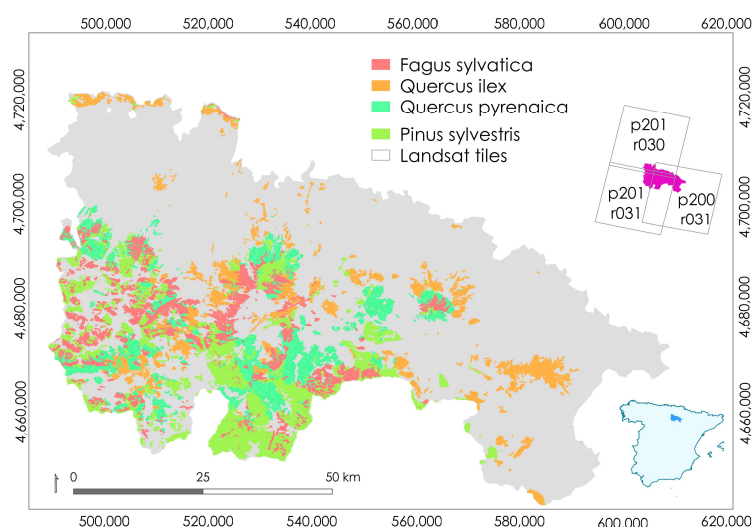 500,000 520,000 540,000 560,000 580,000 600,000 620,000
4,720,000
4,700,000
4,680,000
4,660,000
Fagus sylvatica
Quercus ilex
Quercus pyrenaica
Pinus sylvestris
Landsat tiles
p201
r030
p201
r031
p200
r031
4,720,000
4,700,000
4,680,000
4,660,000
0 25 50 km
500,000 520,000 540,000 560,000 580,000 600,000 620,000